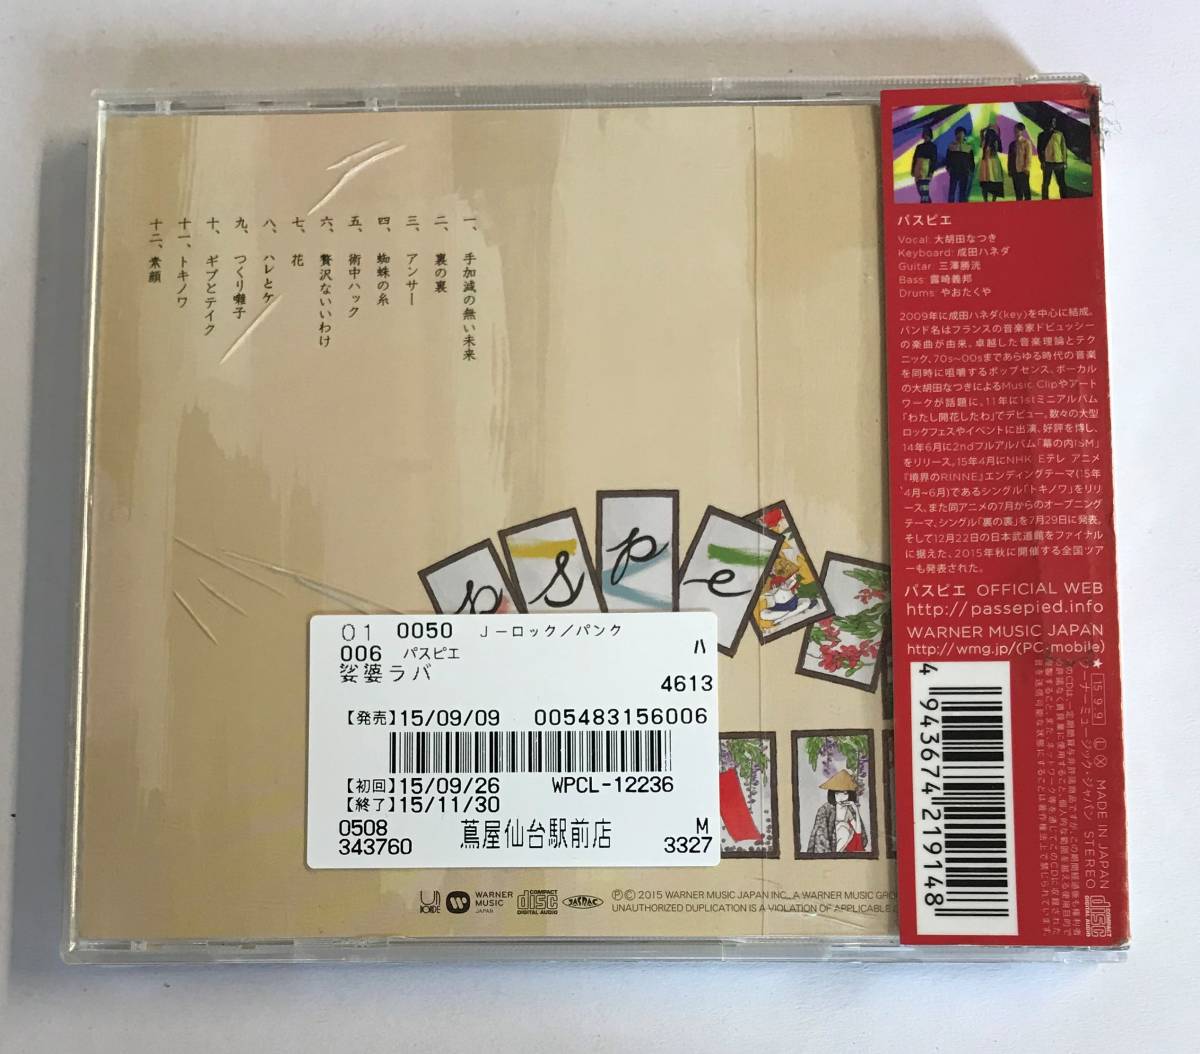 一、手加減の無い未来
二、裏の裏
三、アンサー
四、蜘蛛の糸
五、術中ハック
六、贅沢ないいわけ
七、花
八、ハレとケ
九、つくり囃子
十、ギブとテイク
十一、トキノワ
十二、素顔
p s p e
01 0050 J－ロック／パンク
006 パスピエ ハ
娑婆ラバ
4613
【発売】15/09/09 005483156006
【初回】15/09/26 WPCL-12236
【終了】15/11/30
0508 蔦屋仙台駅前店 M
343760 3327
WARNER MUSIC JAPAN
COMPACT disc DIGITAL AUDIO
JASRAC
ⓅⒸ 2015 WARNER MUSIC JAPAN INC., A WARNER MUSIC GRO
UNAUTHORIZED DUPLICATION IS A VIOLATION OF APPLICABLE
パスピエ
Vocal: 大胡田なつき
Keyboard: 成田ハネダ
Guitar: 三澤勝洸
Bass: 露崎義邦
Drums: やおたくや
2009年に成田ハネダ(key)を中心に結成。
バンド名はフランスの音楽家ドビュッシー
の楽曲が由来。卓越した音楽理論とテク
ニック、70s~00sまであらゆる時代の音楽
を同時に咀嚼するポップセンス、ボーカル
の大胡田なつきによるMusic Clipやアート
ワークが話題に。11年に1stミニアルバム
「わたし開花したわ」でデビュー。数々の大型
ロックフェスやイベントに出演、好評を博し、
14年6月に2ndフルアルバム「幕の内ISM」
をリリース。15年4月にNHK Eテレ アニメ
『境界のRINNE』エンディングテーマ(15年
4月~6月)であるシングル「トキノワ」をリリ
ース、また同アニメの7月からのオープニング
テーマ、シングル「裏の裏」を7月29日に発表。
そして12月22日の日本武道館をファイナル
に据えた、2015年秋に開催する全国ツア
ーも発表された。
パスピエ OFFICIAL WEB
http://passepied.info
WARNER MUSIC JAPAN
http://wmg.jp/(PC・mobile)
4 943674 219148
★ 15.9.9 Ⓛ Ⓧ MADE IN JAPAN
ワーナーミュージック・ジャパン STEREO
COMPACT disc DIGITAL AUDIO